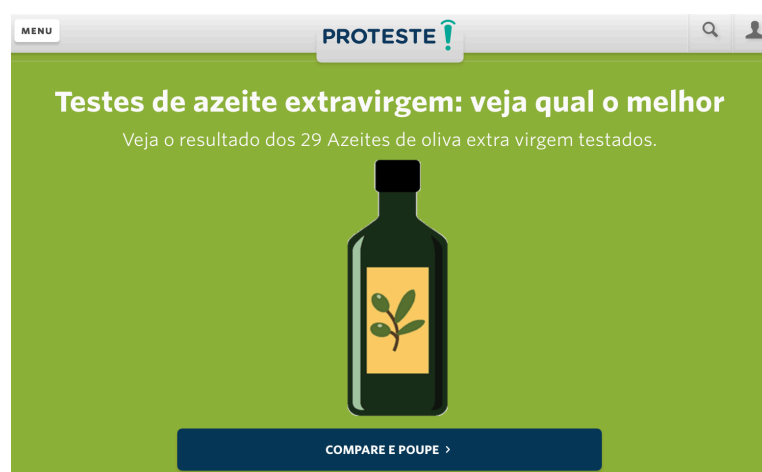 MENU
PROTESTE!
Testes de azeite extravirgem: veja qual o melhor
Veja o resultado dos 29 Azeites de oliva extra virgem testados.
COMPARE E POUPE >